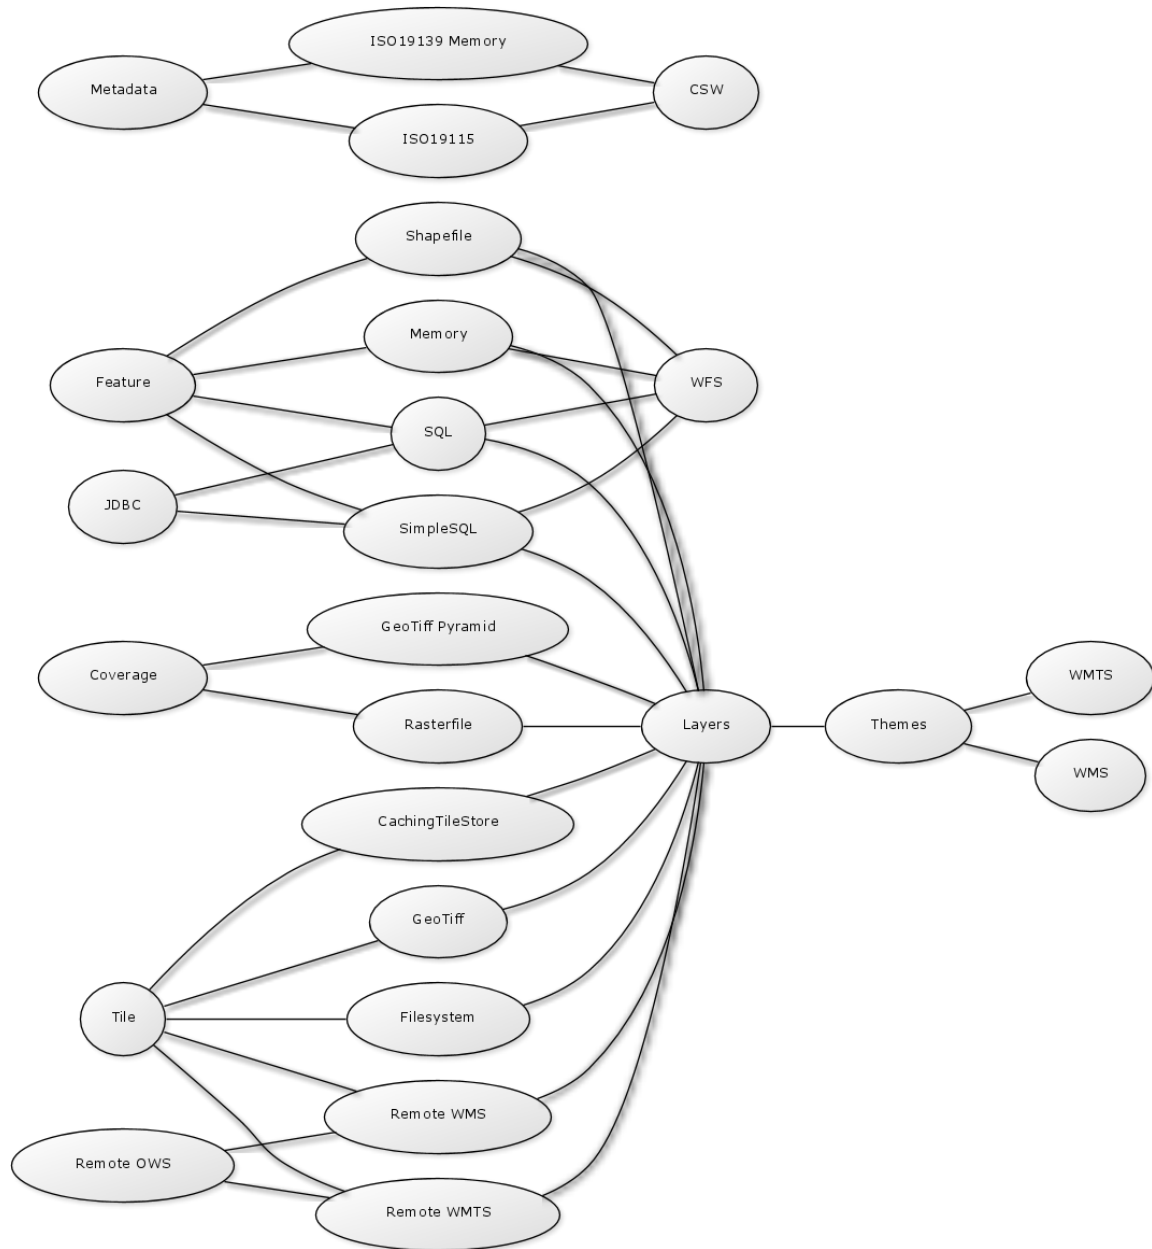 ISO19139 Memory
Metadata
CSW
ISO19115
Shapefile
Memory
Feature
WFS
SQL
JDBC
SimpleSQL
GeoTiff Pyramid
Coverage
WMTS
Rasterfile
Layers
Themes
WMS
CachingTileStore
GeoTiff
Tile
Filesystem
Remote WMS
Remote OWS
Remote WMTS